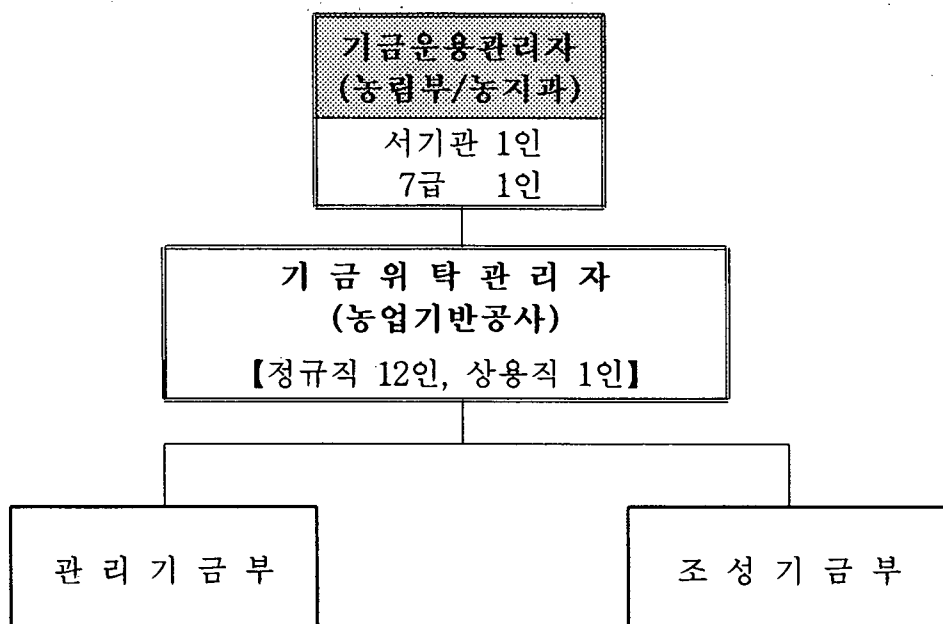 기금운용관리자
(농림부/농지과)
서기관 1인
7급 1인
기 금 위 탁 관 리 자
(농업기반공사)
【정규직 12인, 상용직 1인】
관 리 기 금 부
조 성 기 금 부